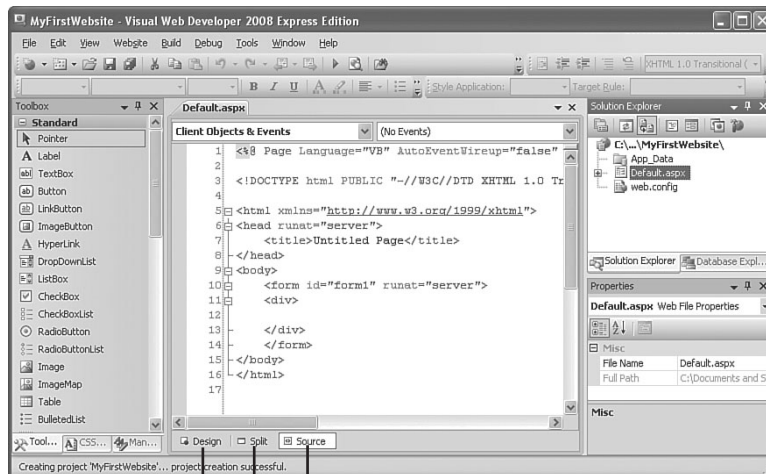 MyFirstWebsite - Visual Web Developer 2008 Express Edition
File Edit View Website Build Debug Tools Window Help
XHTML 1.0 Transitional (
B I U A Style Application: Target Rule:
Toolbox
Standard
Pointer
A Label
abl TextBox
ab Button
ab LinkButton
ImageButton
A HyperLink
DropDownList
ListBox
CheckBox
CheckBoxList
RadioButton
RadioButtonList
Image
ImageMap
Table
BulletedList
Tool... CSS... Man...
Default.aspx
Client Objects & Events (No Events)
1 <%@ Page Language="VB" AutoEventWireup="false"
2
3 <!DOCTYPE html PUBLIC "-//W3C//DTD XHTML 1.0 Tr
4
5 <html xmlns="http://www.w3.org/1999/xhtml">
6 <head runat="server">
7 <title>Untitled Page</title>
8 </head>
9 <body>
10 <form id="form1" runat="server">
11 <div>
12
13 </div>
14 </form>
15 </body>
16 </html>
17
Design Split Source
Solution Explorer
C:\...\MyFirstWebsite\
App_Data
Default.aspx
web.config
Solution Explorer Database Expl...
Properties
Default.aspx Web File Properties
Misc
File Name Default.aspx
Full Path C:\Documents and S
Misc
Creating project 'MyFirstWebsite'... project creation successful.